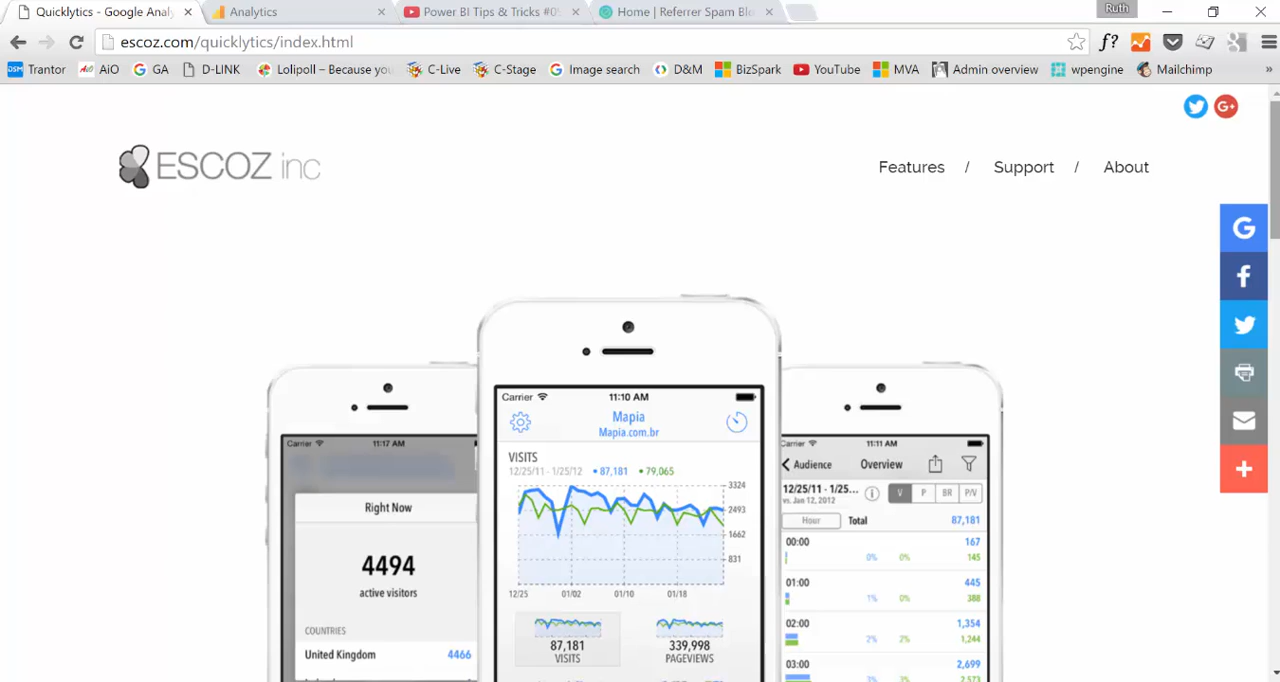 Quicklytics - Google Analy
Analytics
Power BI Tips & Tricks #05
Home | Referrer Spam Blo
Ruth
escoz.com/quicklytics/index.html
f?
DSM Trantor
AiO
GA
D-LINK
Lolipoll – Because you
C-Live
C-Stage
Image search
D&M
BizSpark
YouTube
MVA
Admin overview
wpengine
Mailchimp
»
G+
ESCOZ inc
Features / Support / About
G
f
+
Carrier 11:17 AM
Right Now
4494
active visitors
COUNTRIES
United Kingdom 4466
Carrier 11:10 AM
Mapia
Mapia.com.br
VISITS
12/25/11 - 1/25/12 • 87,181 • 79,065
3324
2493
1662
831
12/25 01/02 01/10 01/18
87,181
VISITS
339,998
PAGEVIEWS
Carrier 11:11 AM
Audience Overview
12/25/11 - 1/25...
vs. Jan 12, 2012
V P BR P/V
Hour Total 87,181
00:00 167
0% 0% 145
01:00 445
1% 0% 388
02:00 1,354
2% 2% 1,244
03:00 2,699
3% 3% 2,573